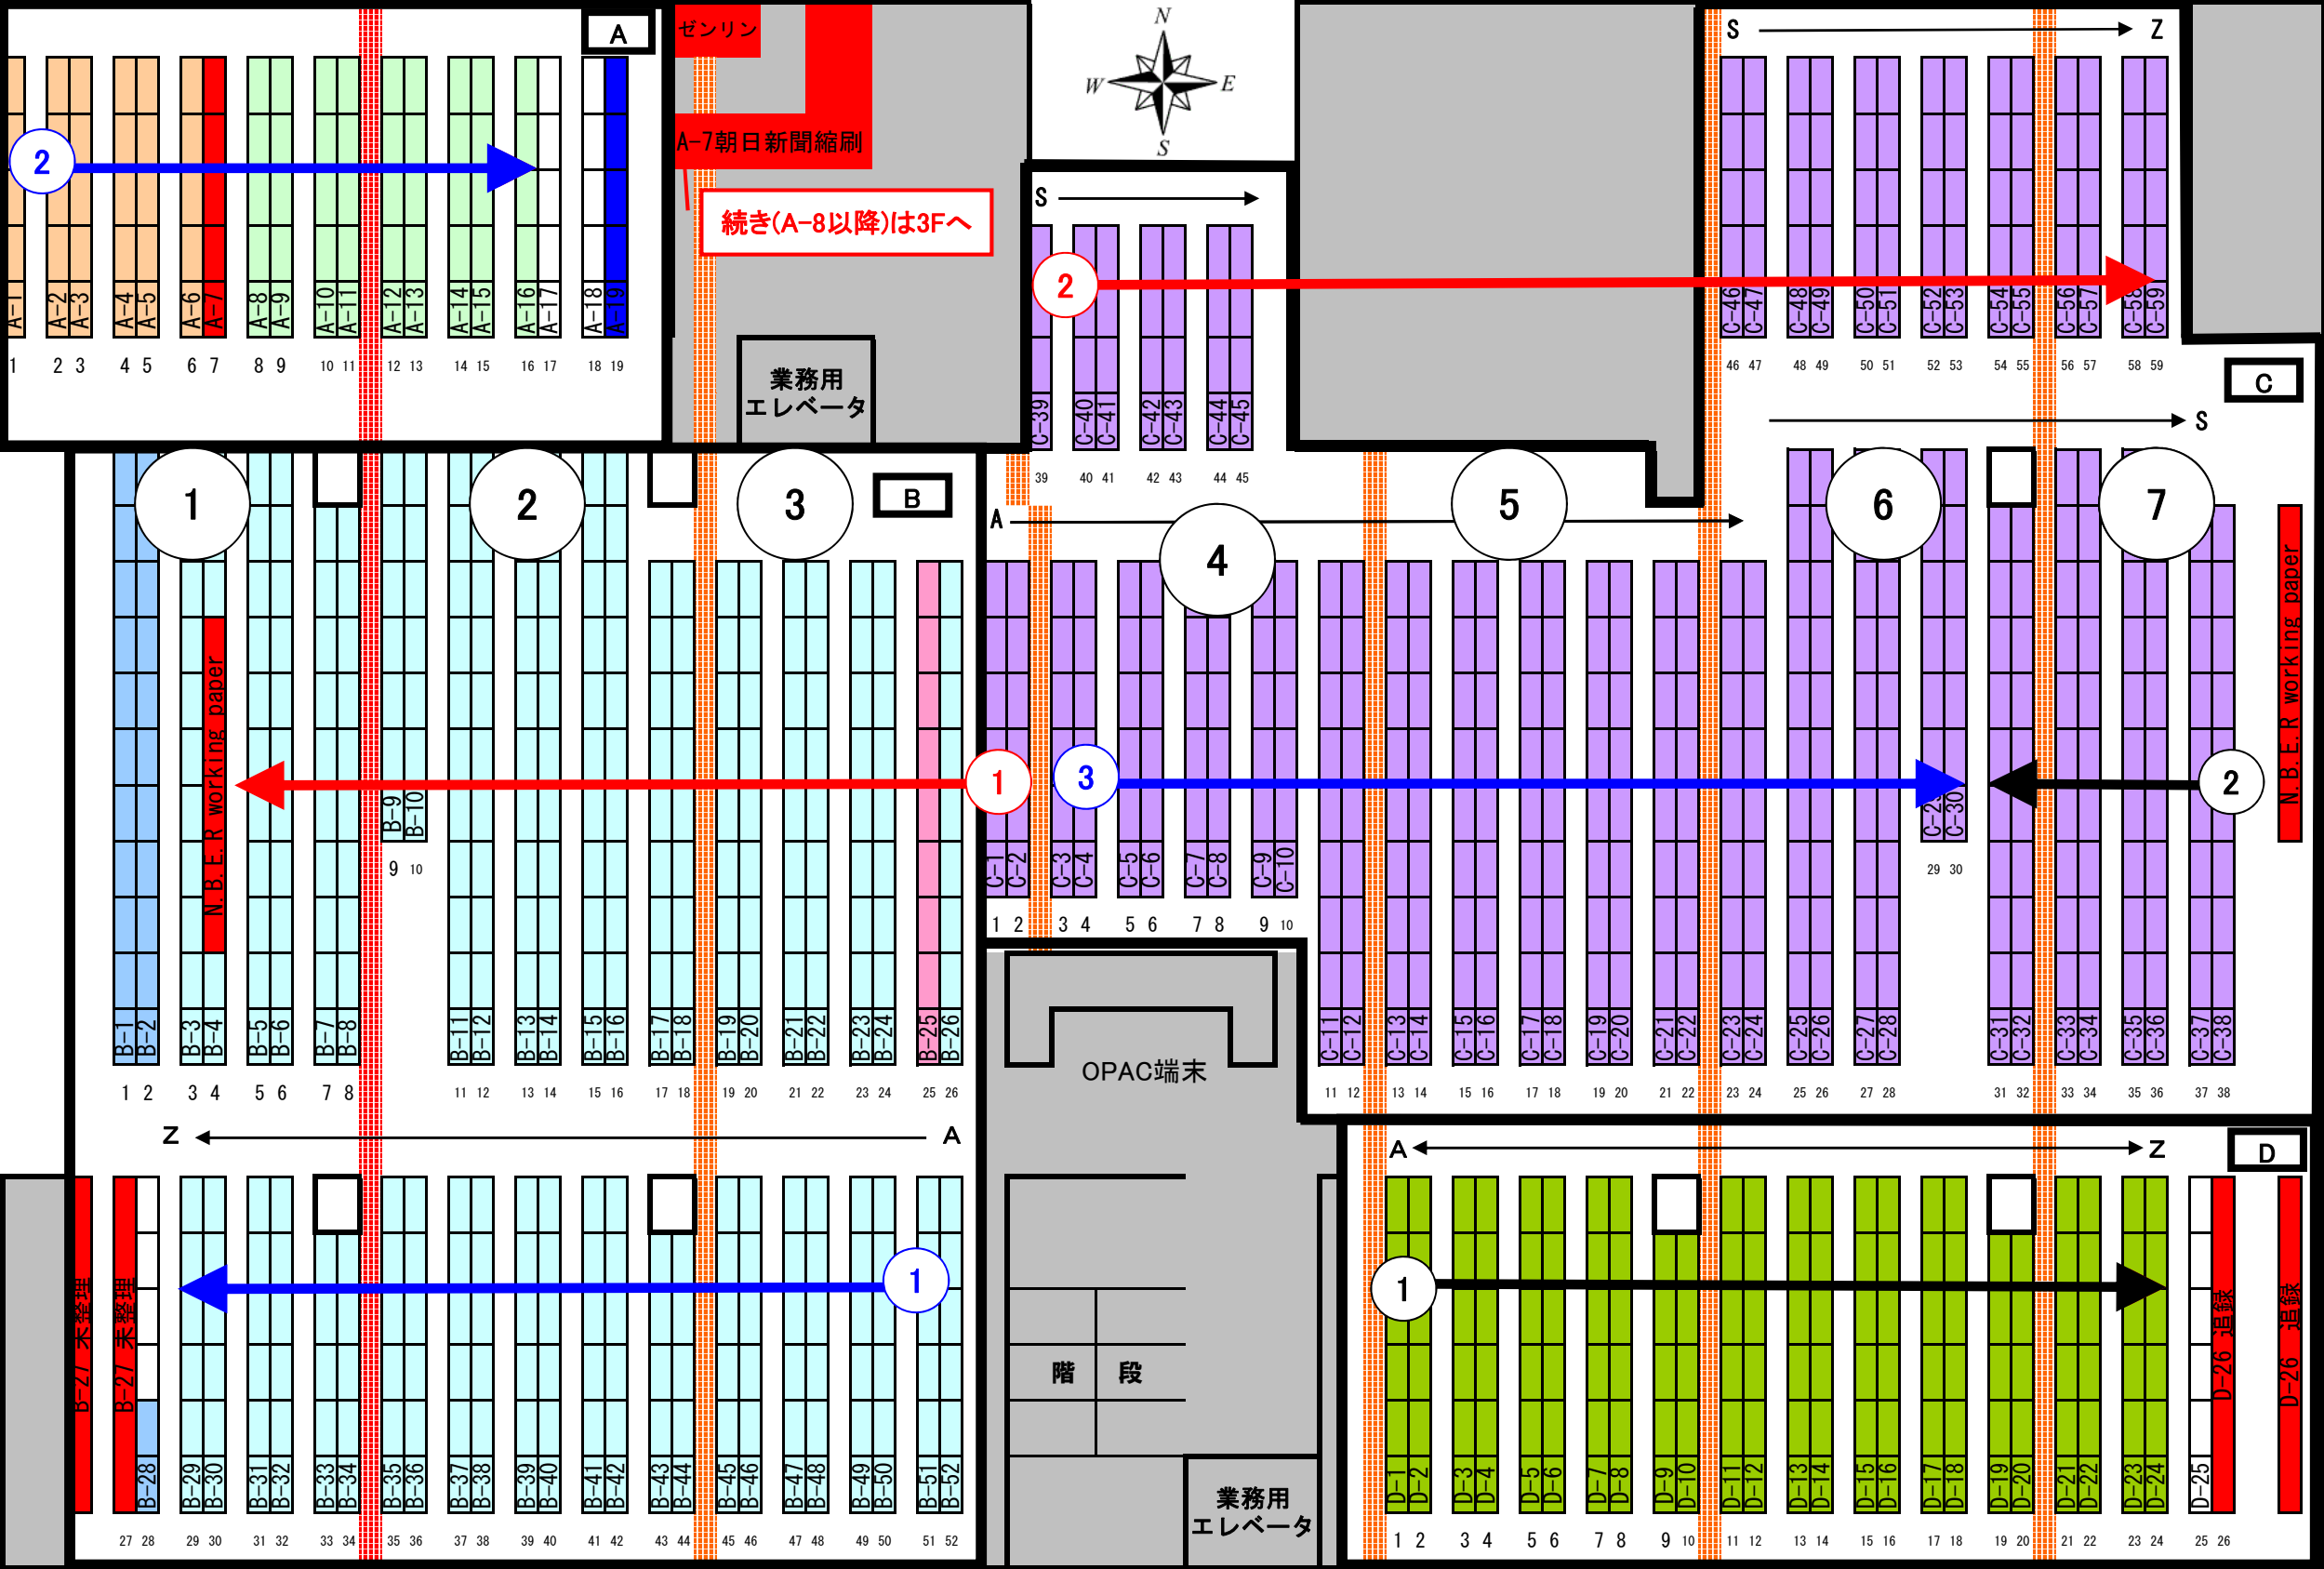 A
ゼンリン
N
W E
S
S Z
A-7朝日新聞縮刷
2
続き(A-8以降)は3Fへ
S
2
A-1 A-2 A-3 A-4 A-5 A-6 A-7 A-8 A-9 A-10 A-11 A-12 A-13 A-14 A-15 A-16 A-17 A-18 A-19
C-46 C-47 C-48 C-49 C-50 C-51 C-52 C-53 C-54 C-55 C-56 C-57 C-58 C-59
1 2 3 4 5 6 7 8 9 10 11 12 13 14 15 16 17 18 19
46 47 48 49 50 51 52 53 54 55 56 57 58 59
業務用
エレベータ
C
C-39 C-40 C-41 C-42 C-43 C-44 C-45
S
39 40 41 42 43 44 45
1 2 3
B
A
4 5 6 7
N.B.E.R working paper
N.B.E.R working paper
1
3
2
B-9 B-10
C-29 C-30
9 10
29 30
C-1 C-2 C-3 C-4 C-5 C-6 C-7 C-8 C-9 C-10
1 2 3 4 5 6 7 8 9 10
B-1 B-2 B-3 B-4 B-5 B-6 B-7 B-8 B-11 B-12 B-13 B-14 B-15 B-16 B-17 B-18 B-19 B-20 B-21 B-22 B-23 B-24 B-25 B-26
C-11 C-12 C-13 C-14 C-15 C-16 C-17 C-18 C-19 C-20 C-21 C-22 C-23 C-24 C-25 C-26 C-27 C-28 C-31 C-32 C-33 C-34 C-35 C-36 C-37 C-38
OPAC端末
1 2 3 4 5 6 7 8 11 12 13 14 15 16 17 18 19 20 21 22 23 24 25 26
11 12 13 14 15 16 17 18 19 20 21 22 23 24 25 26 27 28 31 32 33 34 35 36 37 38
Z A
A Z
D
B-27 未整理
B-27 未整理
1
1
D-26 追録
D-26 追録
階 段
B-28 B-29 B-30 B-31 B-32 B-33 B-34 B-35 B-36 B-37 B-38 B-39 B-40 B-41 B-42 B-43 B-44 B-45 B-46 B-47 B-48 B-49 B-50 B-51 B-52
D-1 D-2 D-3 D-4 D-5 D-6 D-7 D-8 D-9 D-10 D-11 D-12 D-13 D-14 D-15 D-16 D-17 D-18 D-19 D-20 D-21 D-22 D-23 D-24 D-25
業務用
エレベータ
27 28 29 30 31 32 33 34 35 36 37 38 39 40 41 42 43 44 45 46 47 48 49 50 51 52
1 2 3 4 5 6 7 8 9 10 11 12 13 14 15 16 17 18 19 20 21 22 23 24 25 26